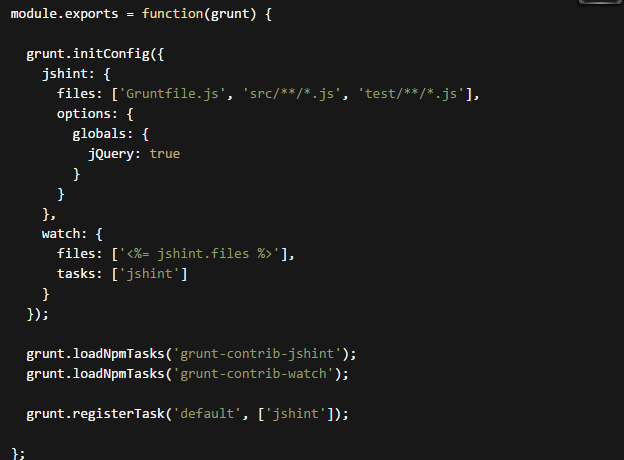 module.exports = function(grunt) {
  grunt.initConfig({
    jshint: {
      files: ['Gruntfile.js', 'src/**/*.js', 'test/**/*.js'],
      options: {
        globals: {
          jQuery: true
        }
      }
    },
    watch: {
      files: ['<%= jshint.files %>'],
      tasks: ['jshint']
    }
  });
  grunt.loadNpmTasks('grunt-contrib-jshint');
  grunt.loadNpmTasks('grunt-contrib-watch');
  grunt.registerTask('default', ['jshint']);
};